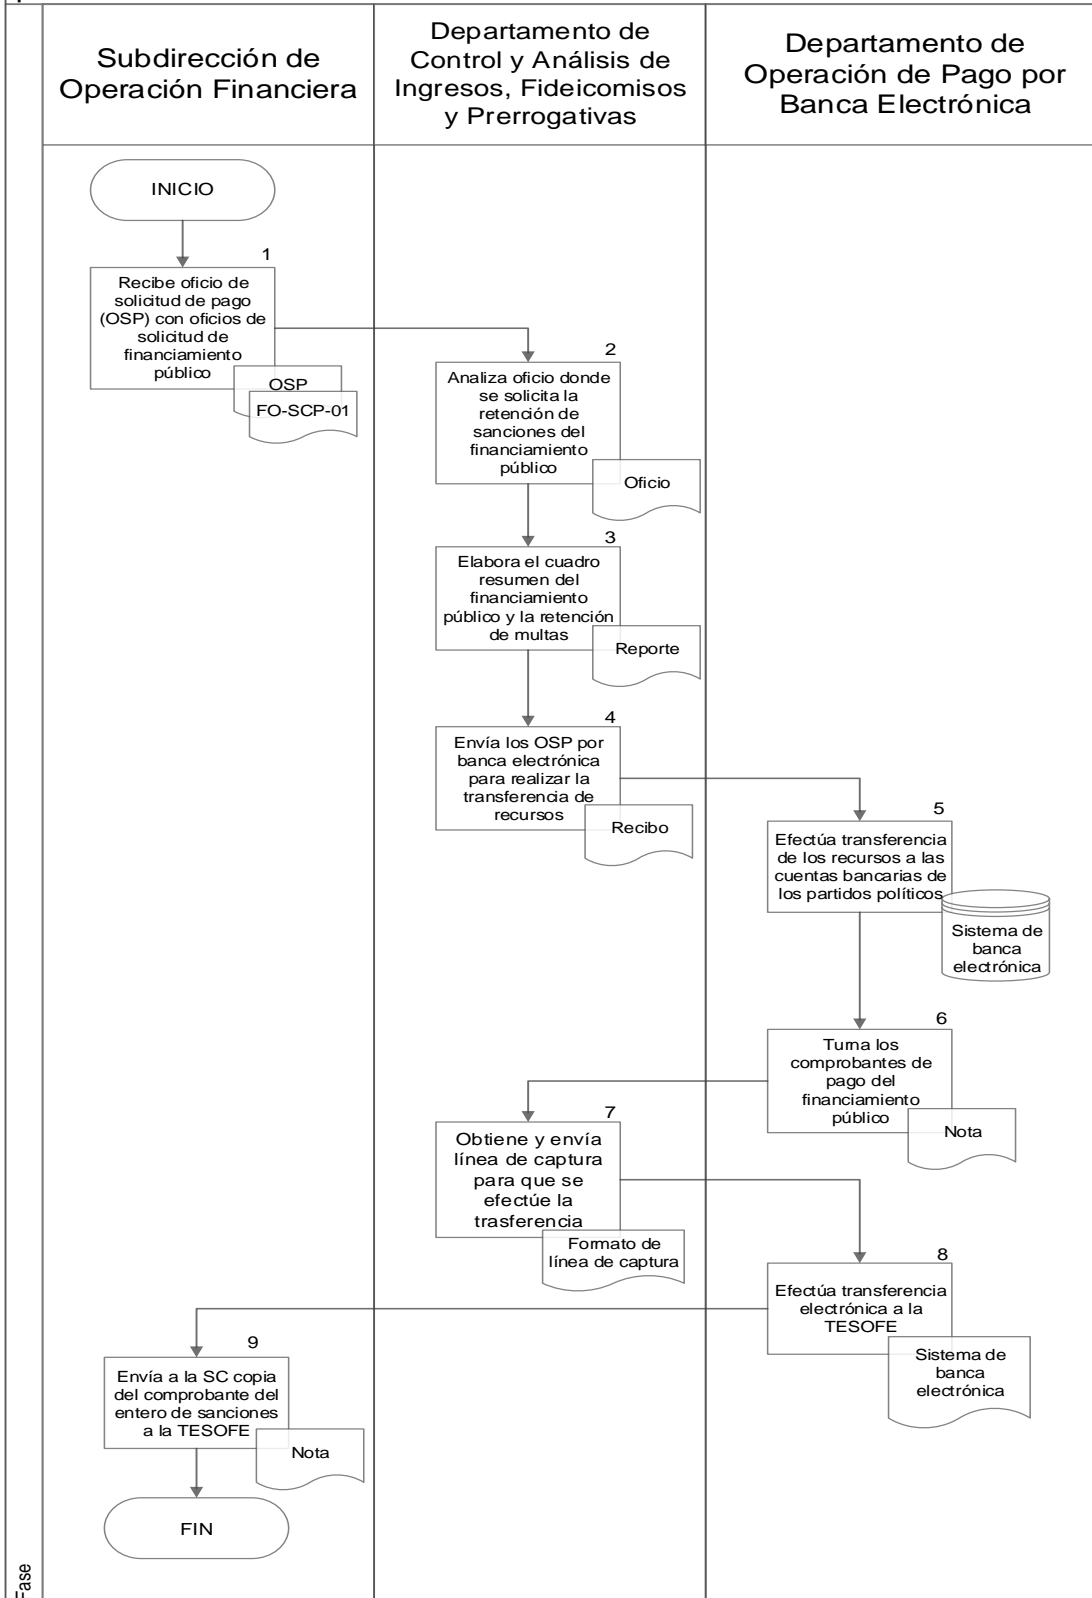 Subdirección de
Operación Financiera
Departamento de
Control y Análisis de
Ingresos, Fideicomisos
y Prerrogativas
Departamento de
Operación de Pago por
Banca Electrónica
INICIO
1
Recibe oficio de
solicitud de pago
(OSP) con oficios de
solicitud de
financiamiento
público
OSP
FO-SCP-01
2
Analiza oficio donde
se solicita la
retención de
sanciones del
financiamiento
público
Oficio
3
Elabora el cuadro
resumen del
financiamiento
público y la retención
de multas
Reporte
4
Envía los OSP por
banca electrónica
para realizar la
transferencia de
recursos
Recibo
5
Efectúa transferencia
de los recursos a las
cuentas bancarias de
los partidos políticos
Sistema de
banca
electrónica
6
Turna los
comprobantes de
pago del
financiamiento
público
Nota
7
Obtiene y envía
línea de captura
para que se
efectúe la
trasferencia
Formato de
línea de captura
8
Efectúa transferencia
electrónica a la
TESOFE
Sistema de
banca
electrónica
9
Envía a la SC copia
del comprobante del
entero de sanciones
a la TESOFE
Nota
FIN
Fase